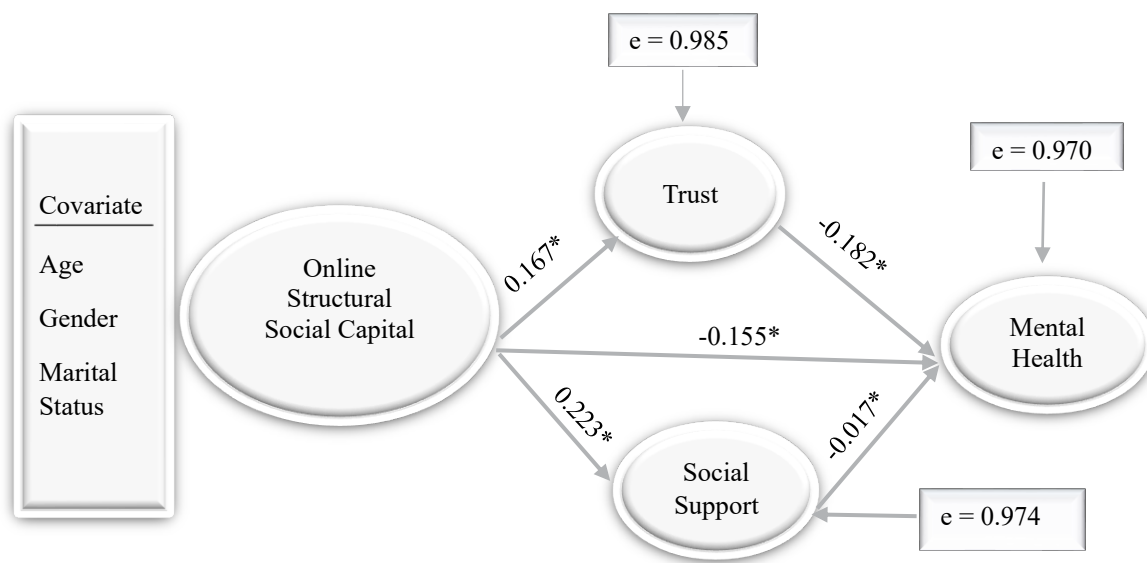 e = 0.985
e = 0.970
Covariate
Age
Gender
Marital
Status
Online
Structural
Social Capital
Trust
0.167*
-0.182*
-0.155*
Mental
Health
0.223*
-0.017*
Social
Support
e = 0.974